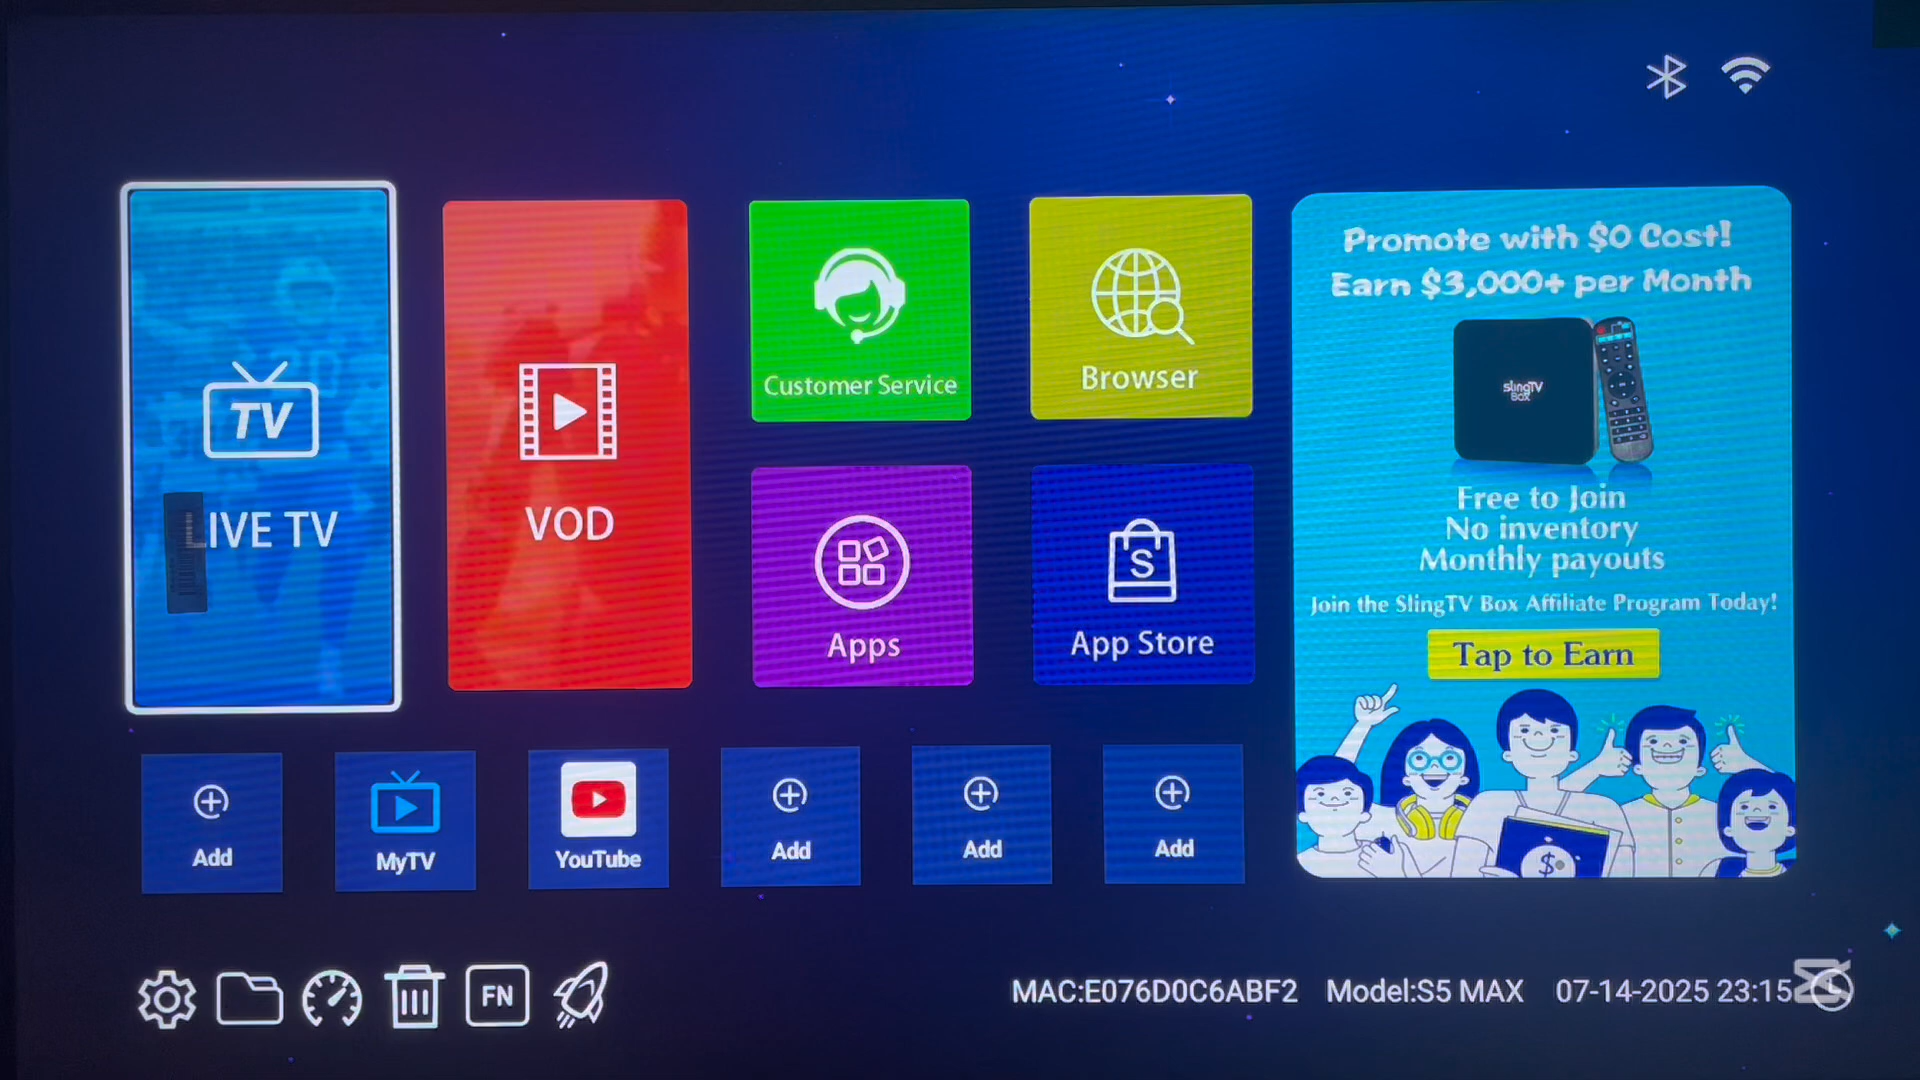 TV
LIVE TV
VOD
Customer Service
Browser
Apps
S
App Store
Promote with $0 Cost!
Earn $3,000+ per Month
slingTV
BOX
Free to Join
No inventory
Monthly payouts
Join the SlingTV Box Affiliate Program Today!
Tap to Earn
$
Add
MyTV
YouTube
Add
Add
Add
FN
MAC:E076D0C6ABF2 Model:S5 MAX 07-14-2025 23:15